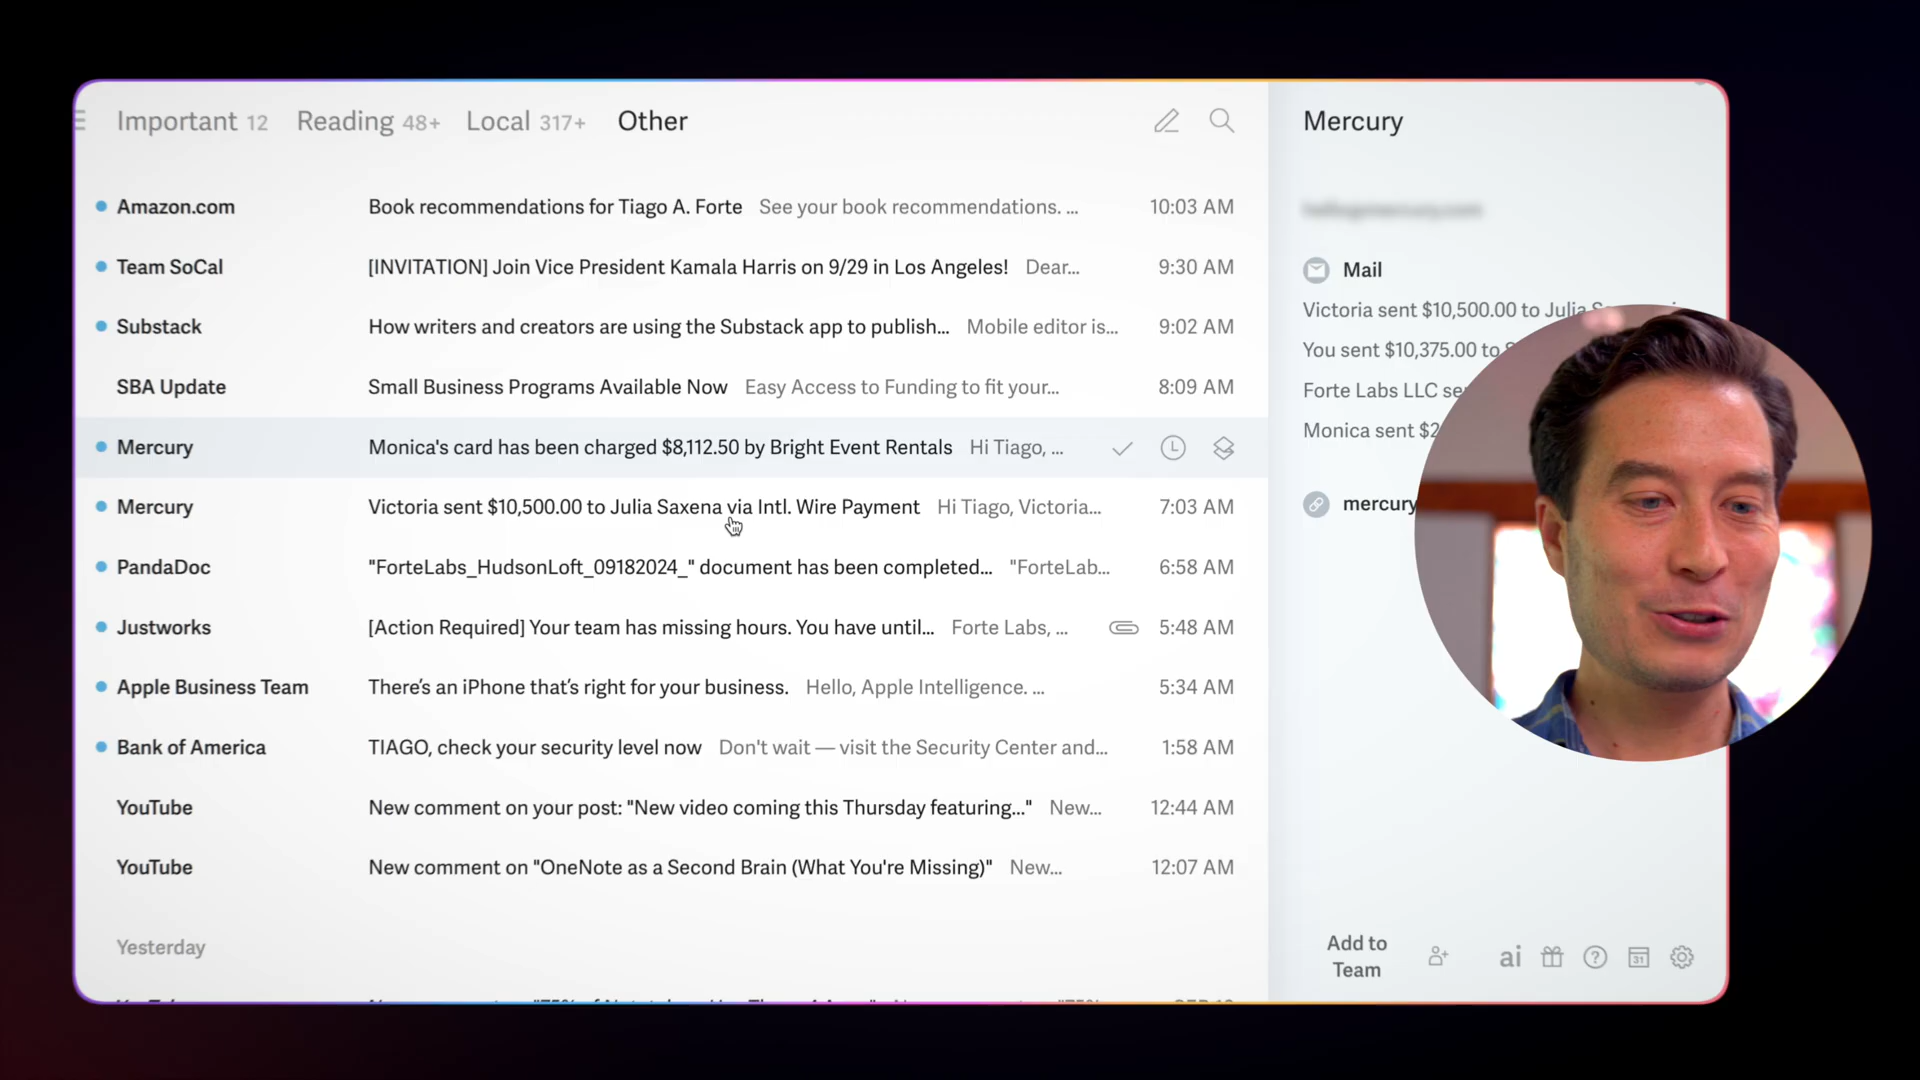 Important 12 Reading 48+ Local 317+ Other
Amazon.com Book recommendations for Tiago A. Forte See your book recommendations. ... 10:03 AM
Team SoCal [INVITATION] Join Vice President Kamala Harris on 9/29 in Los Angeles! Dear... 9:30 AM
Substack How writers and creators are using the Substack app to publish... Mobile editor is... 9:02 AM
SBA Update Small Business Programs Available Now Easy Access to Funding to fit your... 8:09 AM
Mercury Monica's card has been charged $8,112.50 by Bright Event Rentals Hi Tiago, ...
Mercury Victoria sent $10,500.00 to Julia Saxena via Intl. Wire Payment Hi Tiago, Victoria... 7:03 AM
PandaDoc "ForteLabs_HudsonLoft_09182024_" document has been completed... "ForteLab... 6:58 AM
Justworks [Action Required] Your team has missing hours. You have until... Forte Labs, ... 5:48 AM
Apple Business Team There's an iPhone that's right for your business. Hello, Apple Intelligence. ... 5:34 AM
Bank of America TIAGO, check your security level now Don't wait — visit the Security Center and... 1:58 AM
YouTube New comment on your post: "New video coming this Thursday featuring..." New... 12:44 AM
YouTube New comment on "OneNote as a Second Brain (What You're Missing)" New... 12:07 AM
Yesterday
Mercury
Mail
Victoria sent $10,500.00 to Julia
You sent $10,375.00 to
Forte Labs LLC
Monica sent $2
mercury
Add to
Team
ai
31